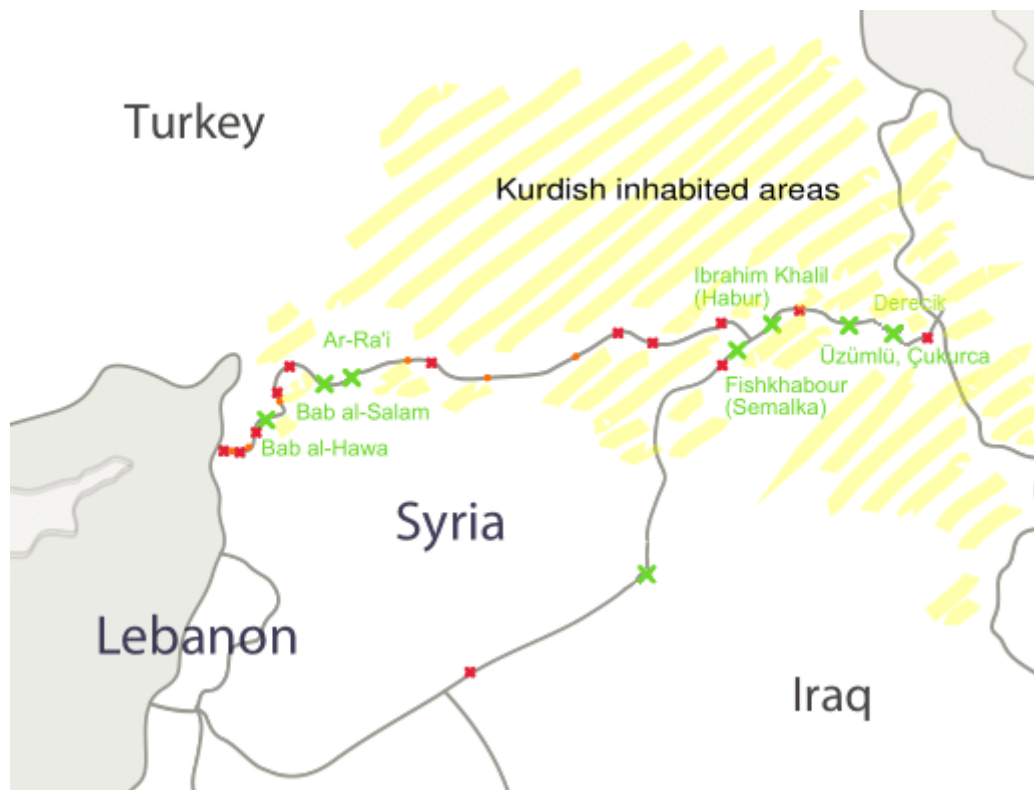 Turkey
Kurdish inhabited areas
Ibrahim Khalil
(Habur)
Derecik
Ar-Ra'i
Üzümlü, Çukurca
Fishkhabour
(Semalka)
Bab al-Salam
Bab al-Hawa
Syria
Lebanon
Iraq